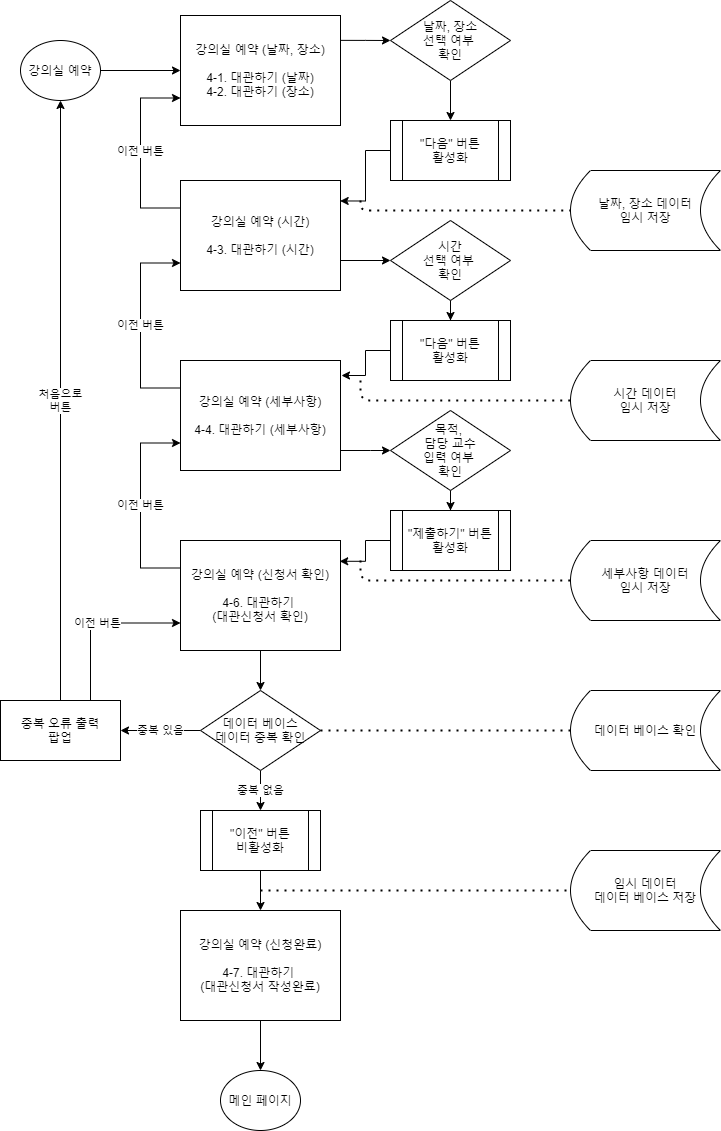 강의실 예약
강의실 예약 (날짜, 장소)
4-1. 대관하기 (날짜)
4-2. 대관하기 (장소)
날짜, 장소
선택 여부
확인
"다음" 버튼
활성화
이전 버튼
날짜, 장소 데이터
임시 저장
강의실 예약 (시간)
4-3. 대관하기 (시간)
시간
선택 여부
확인
"다음" 버튼
활성화
이전 버튼
시간 데이터
임시 저장
처음으로
버튼
강의실 예약 (세부사항)
4-4. 대관하기 (세부사항)
목적,
담당 교수
입력 여부
확인
"제출하기" 버튼
활성화
이전 버튼
세부사항 데이터
임시 저장
강의실 예약 (신청서 확인)
4-6. 대관하기
(대관신청서 확인)
이전 버튼
중복 오류 출력
팝업
중복 있음
데이터 베이스
데이터 중복 확인
데이터 베이스 확인
중복 없음
"이전" 버튼
비활성화
임시 데이터
데이터 베이스 저장
강의실 예약 (신청완료)
4-7. 대관하기
(대관신청서 작성완료)
메인 페이지